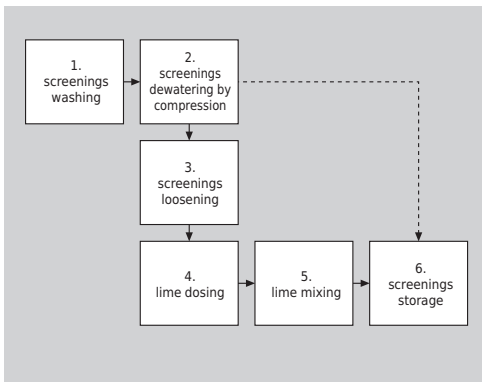 1.
screenings
washing
2.
screenings
dewatering by
compression
3.
screenings
loosening
4.
lime dosing
5.
lime mixing
6.
screenings
storage